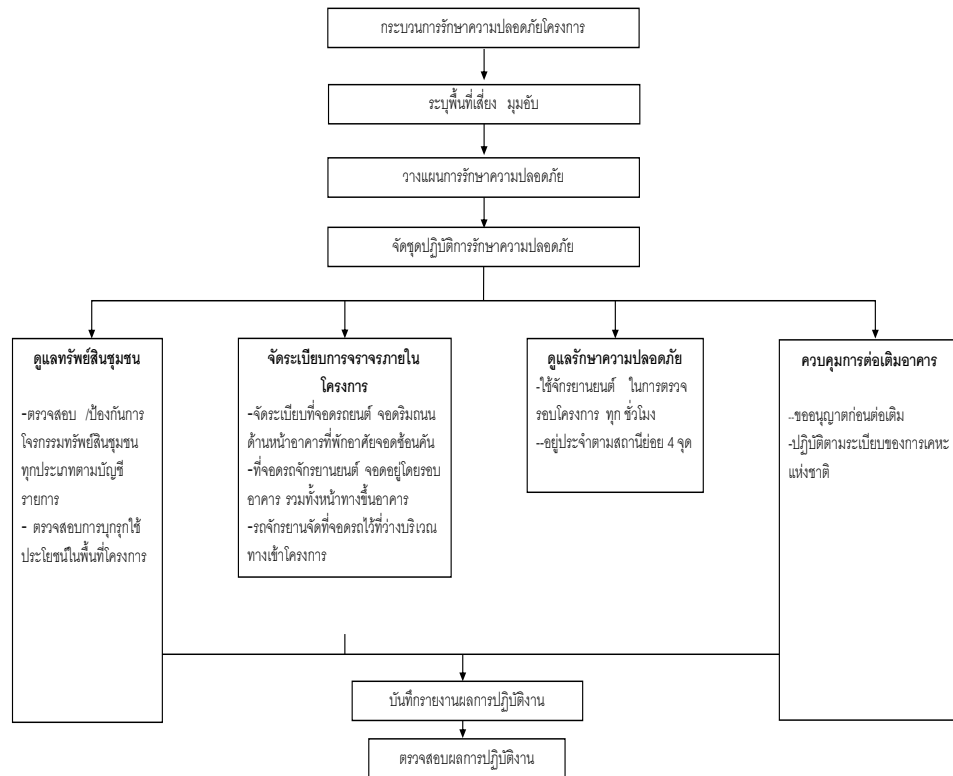 กระบวนการรักษาความปลอดภัยโครงการ
ระบุพื้นที่เสี่ยง มุมอับ
วางแผนการรักษาความปลอดภัย
จัดชุดปฏิบัติการรักษาความปลอดภัย
ดูแลทรัพย์สินชุมชน
-ตรวจสอบ /ป้องกันการ
โจรกรรมทรัพย์สินชุมชน
ทุกประเภทตามบัญชี
รายการ
- ตรวจสอบการบุกรุกใช้
ประโยชน์ในพื้นที่โครงการ
จัดระเบียบการจราจรภายใน
โครงการ
-จัดระเบียบที่จอดรถยนต์ จอดริมถนน
ด้านหน้าอาคารที่พักอาศัยจอดซ้อนคัน
-ที่จอดรถจักรยานยนต์ จอดอยู่โดยรอบ
อาคาร รวมทั้งหน้าทางขึ้นอาคาร
-รถจักรยานจัดที่จอดรถไว้ที่ว่างบริเวณ
ทางเข้าโครงการ
ดูแลรักษาความปลอดภัย
-ใช้จักรยานยนต์ ในการตรวจ
รอบโครงการ ทุก ชั่วโมง
--อยู่ประจำตามสถานีย่อย 4 จุด
ควบคุมการต่อเติมอาคาร
--ขออนุญาตก่อนต่อเติม
-ปฏิบัติตามระเบียบของการเคหะ
แห่งชาติ
บันทึกรายงานผลการปฏิบัติงาน
ตรวจสอบผลการปฏิบัติงาน